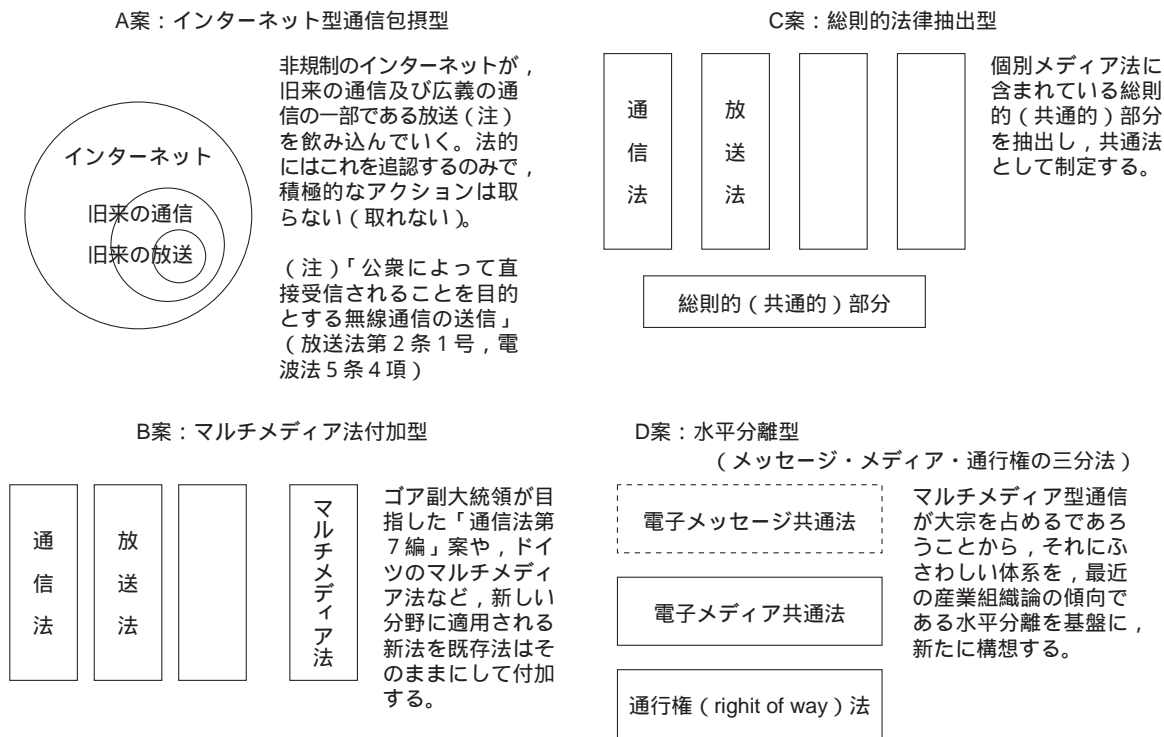 A案：インターネット型通信包摂型
インターネット
旧来の通信
旧来の放送
非規制のインターネットが，
旧来の通信及び広義の通
信の一部である放送（注）
を飲み込んでいく。法的
にはこれを追認するのみで，
積極的なアクションは取
らない（取れない）。
（注）「公衆によって直
接受信されることを目的
とする無線通信の送信」
（放送法第２条１号，電
波法５条４項）
C案：総則的法律抽出型
通信法
放送法
総則的（共通的）部分
個別メディア法に
含まれている総則
的（共通的）部分
を抽出し，共通法
として制定する。
B案：マルチメディア法付加型
通信法
放送法
マルチメディア法
ゴア副大統領が目
指した「通信法第
７編」案や，ドイ
ツのマルチメディ
ア法など，新しい
分野に適用される
新法を既存法はそ
のままにして付加
する。
D案：水平分離型
（メッセージ・メディア・通行権の三分法）
電子メッセージ共通法
電子メディア共通法
通行権（righit of way）法
マルチメディア型通信
が大宗を占めるであろ
うことから，それにふ
さわしい体系を，最近
の産業組織論の傾向で
ある水平分離を基盤に，
新たに構想する。